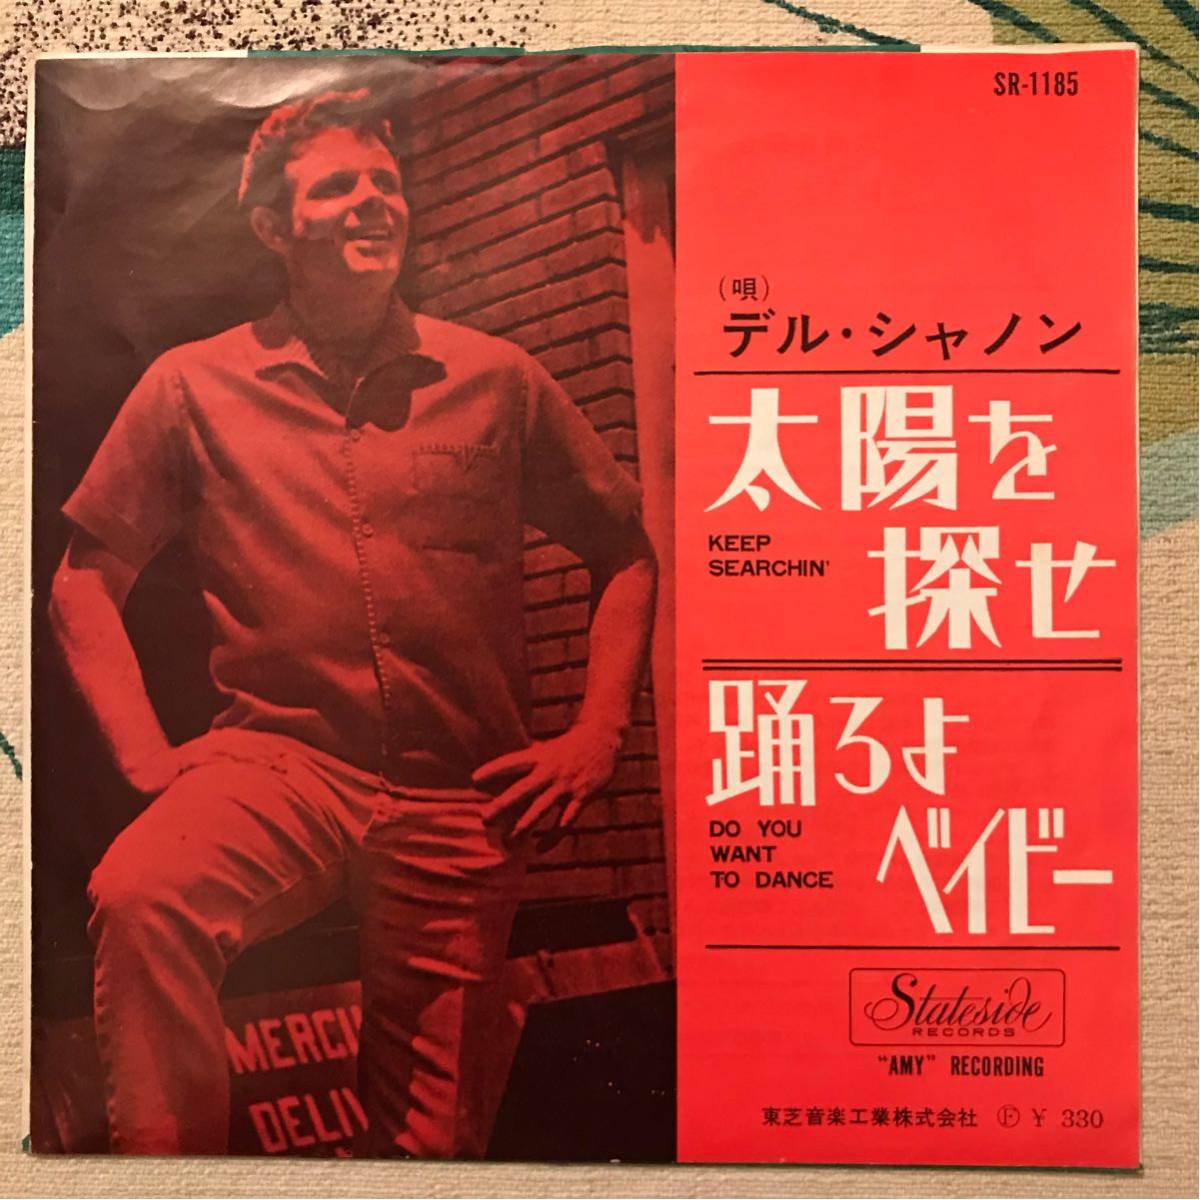 SR-1185
(唄)
デル・シャノン
太陽を
探せ
KEEP
SEARCHIN'
踊ろよ
ベイビー
DO YOU
WANT
TO DANCE
Stateside
RECORDS
"AMY" RECORDING
東芝音楽工業株式会社 Ⓕ ¥ 330
MERCU
DELIV